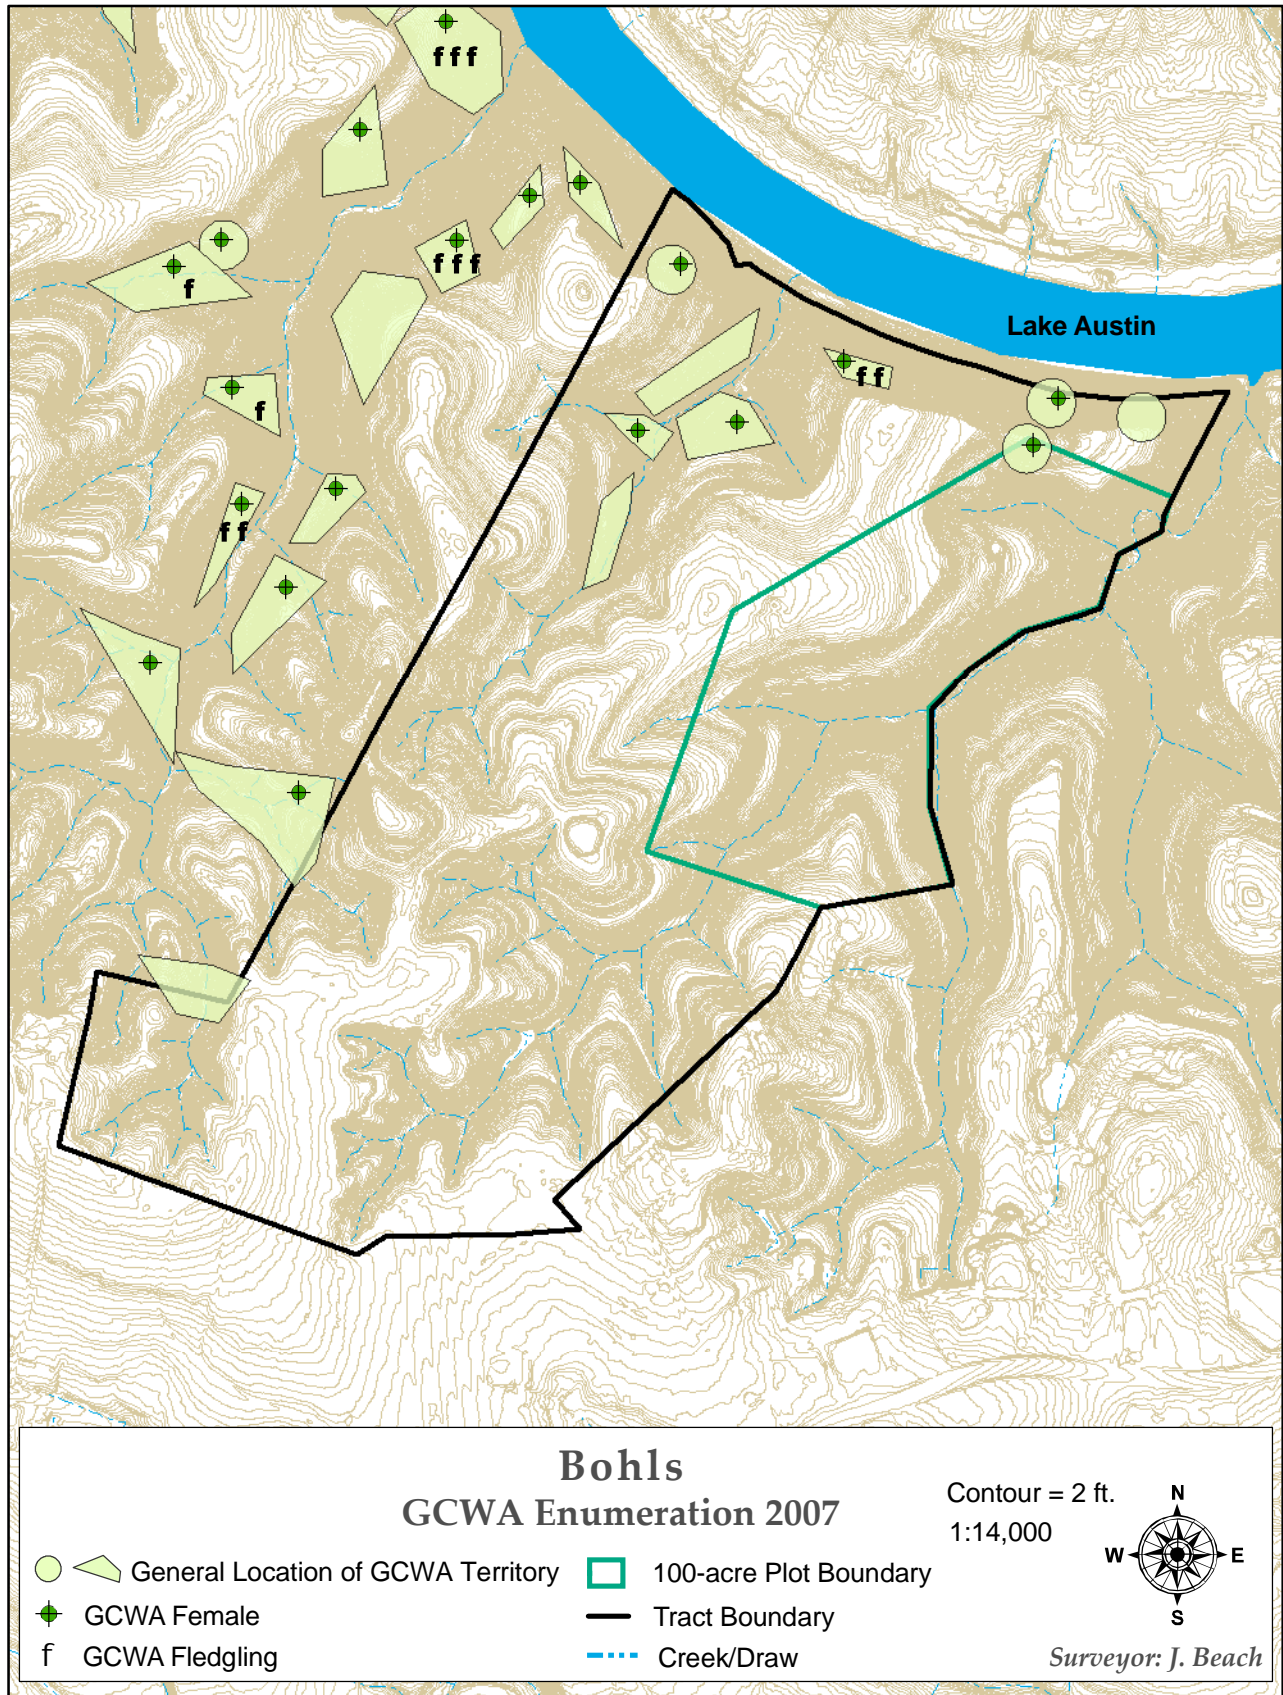 f f f
f f f
f
Lake Austin
f f
f
f f
Bohls
GCWA Enumeration 2007
Contour = 2 ft.
1:14,000
N
W E
S
General Location of GCWA Territory
100-acre Plot Boundary
GCWA Female
Tract Boundary
f GCWA Fledgling
Creek/Draw
Surveyor: J. Beach